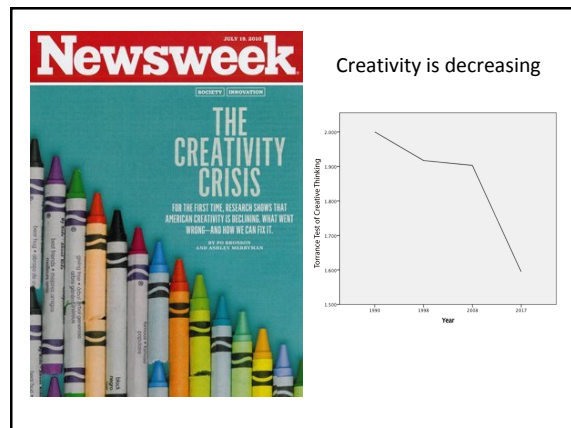 JULY 19, 2010
Newsweek
SOCIETY INNOVATION
THE
CREATIVITY
CRISIS
FOR THE FIRST TIME, RESEARCH SHOWS THAT
AMERICAN CREATIVITY IS DECLINING. WHAT WENT
WRONG—AND HOW WE CAN FIX IT.
BY PO BRONSON
AND ASHLEY MERRYMAN
Creativity is decreasing
Torrance Test of Creative Thinking
2.000
1.900
1.800
1.700
1.600
1.500
1990
1998
2008
2017
Year